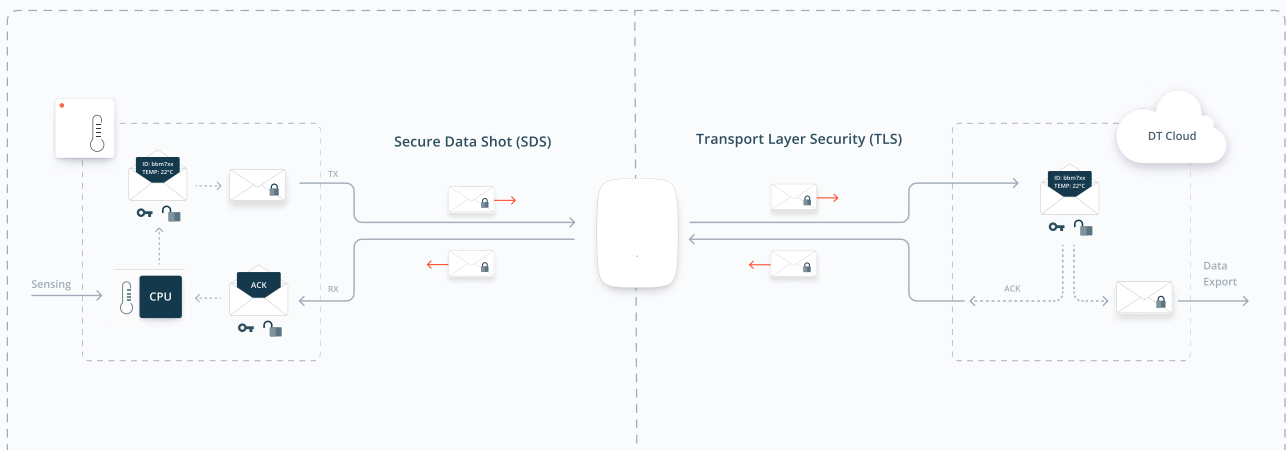 Secure Data Shot (SDS)
Transport Layer Security (TLS)
DT Cloud
ID: bbm7xx
TEMP: 22°C
TX
ID: bbm7xx
TEMP: 22°C
Sensing
CPU
ACK
RX
ACK
Data
Export